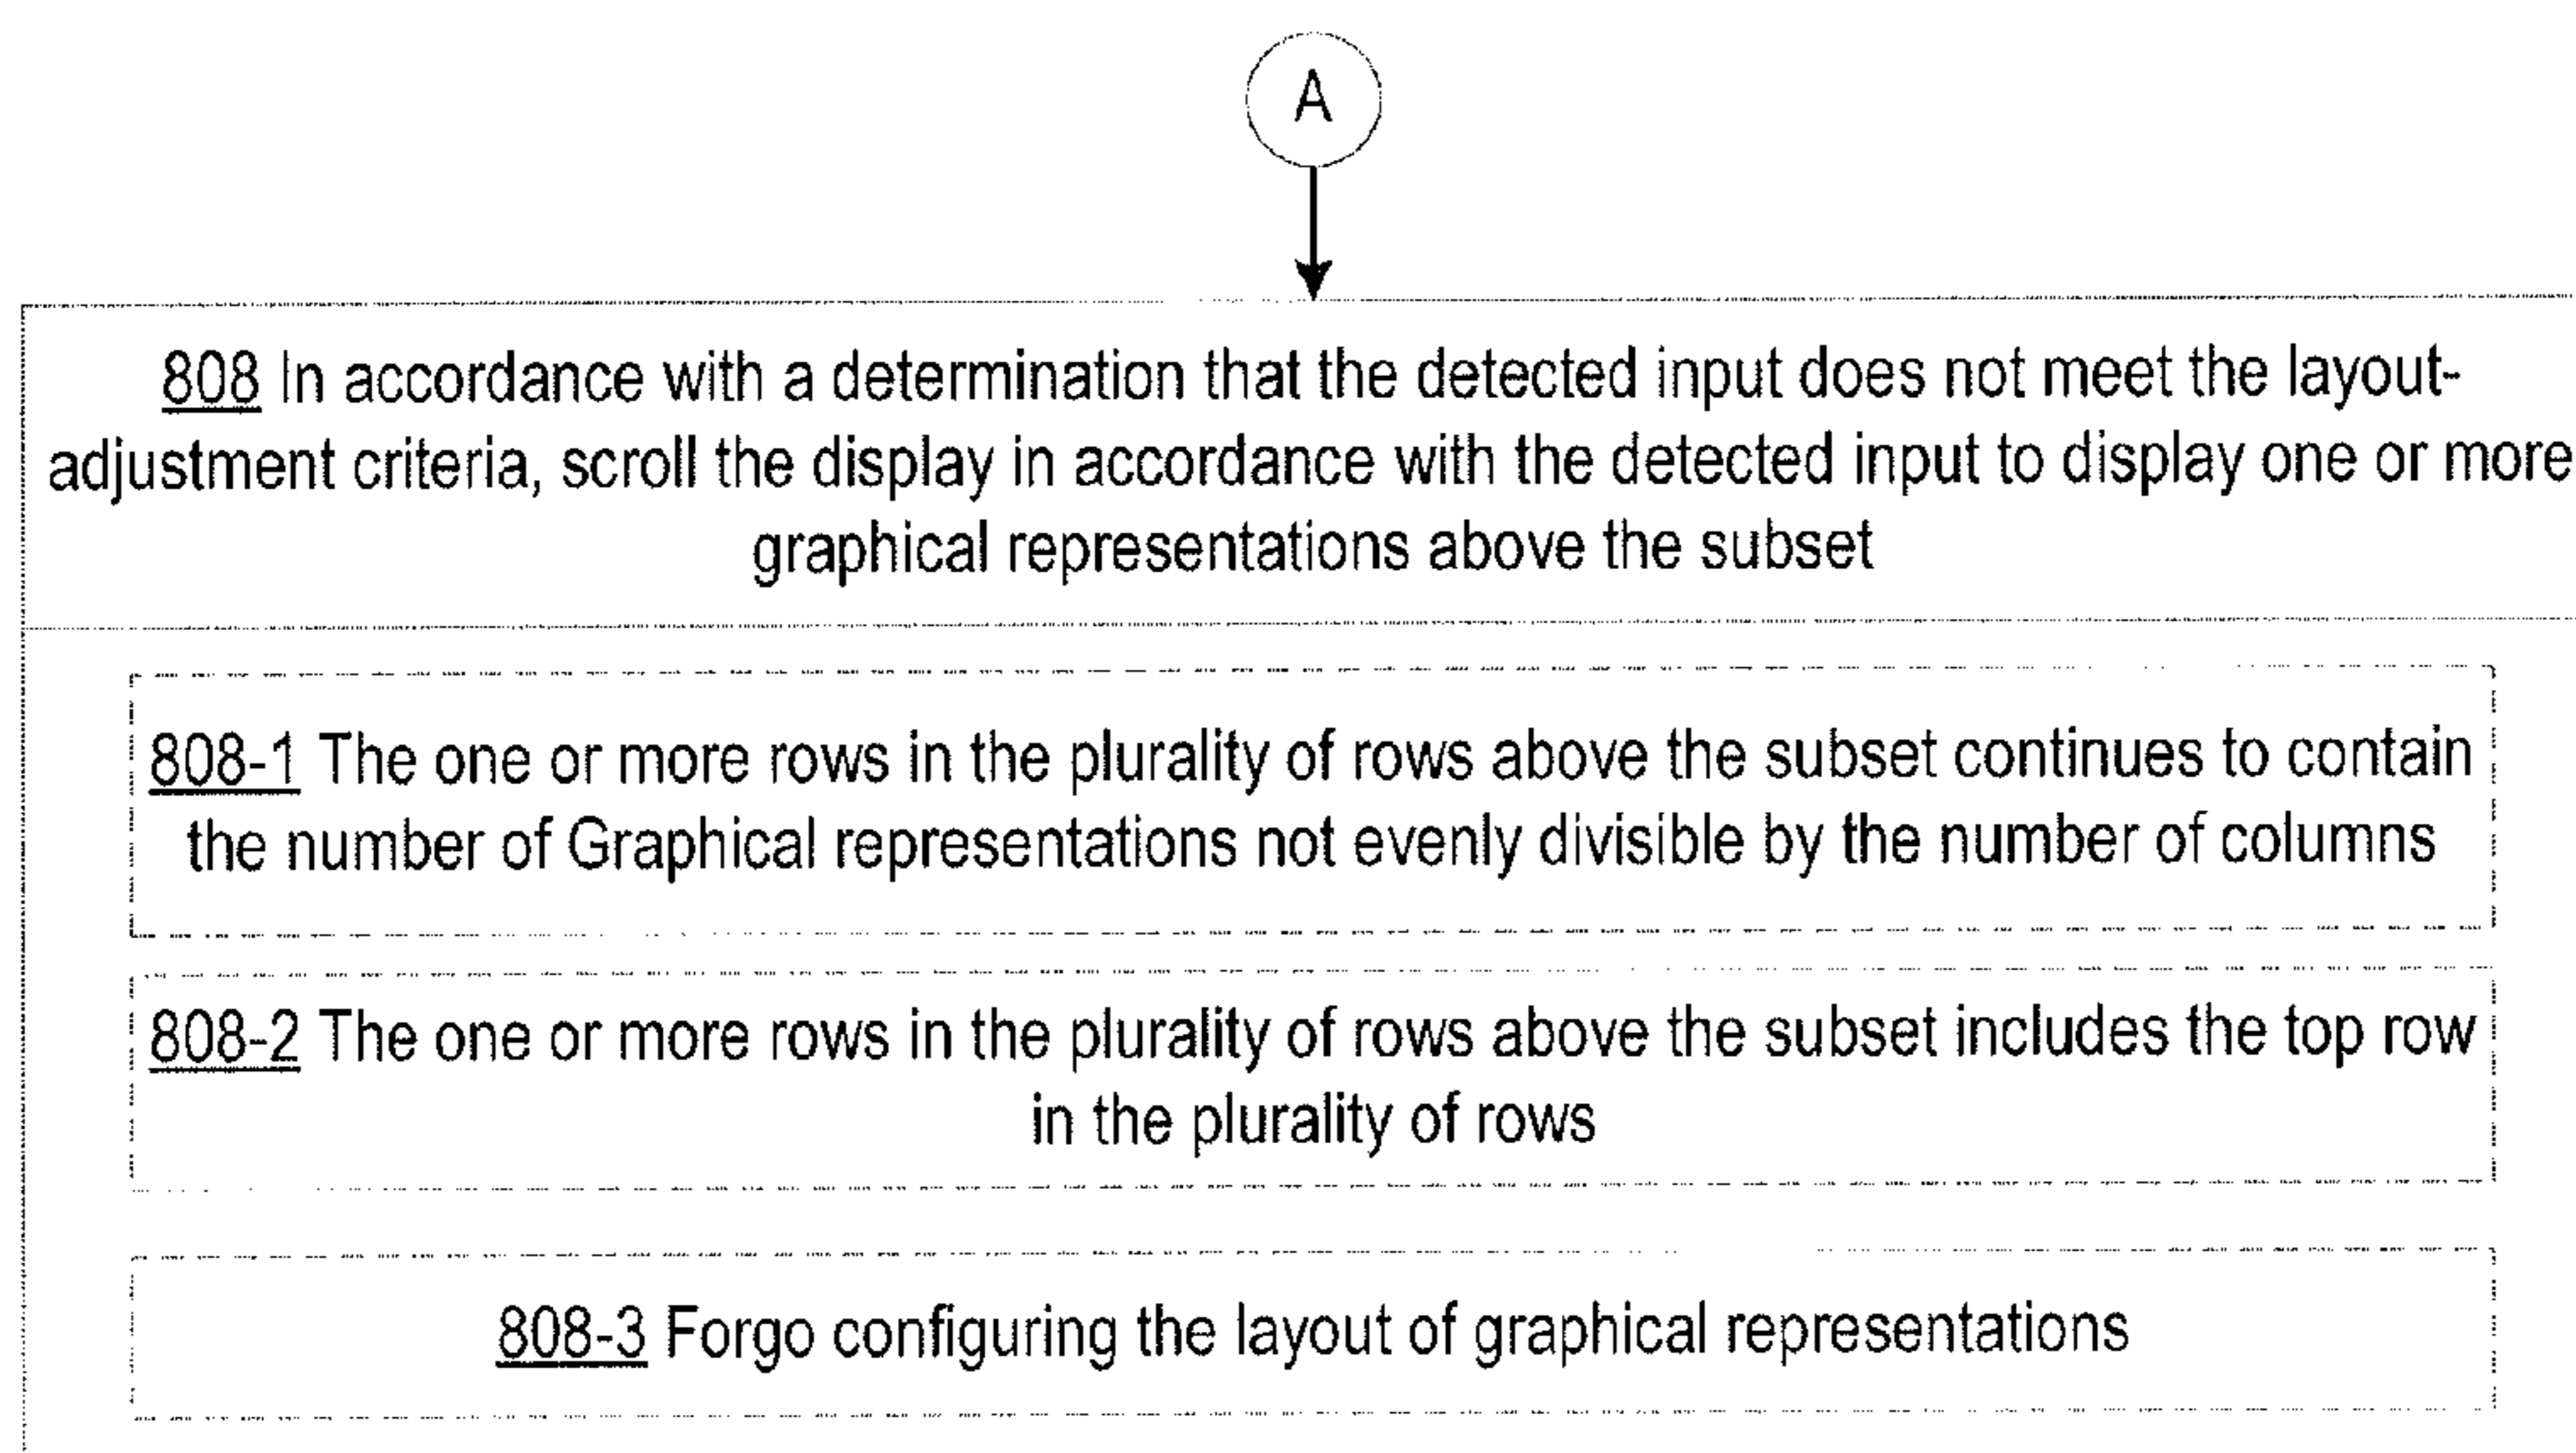 A
808 In accordance with a determination that the detected input does not meet the layout-
adjustment criteria, scroll the display in accordance with the detected input to display one or more
graphical representations above the subset
808-1 The one or more rows in the plurality of rows above the subset continues to contain
the number of Graphical representations not evenly divisible by the number of columns
808-2 The one or more rows in the plurality of rows above the subset includes the top row
in the plurality of rows
808-3 Forgo configuring the layout of graphical representations